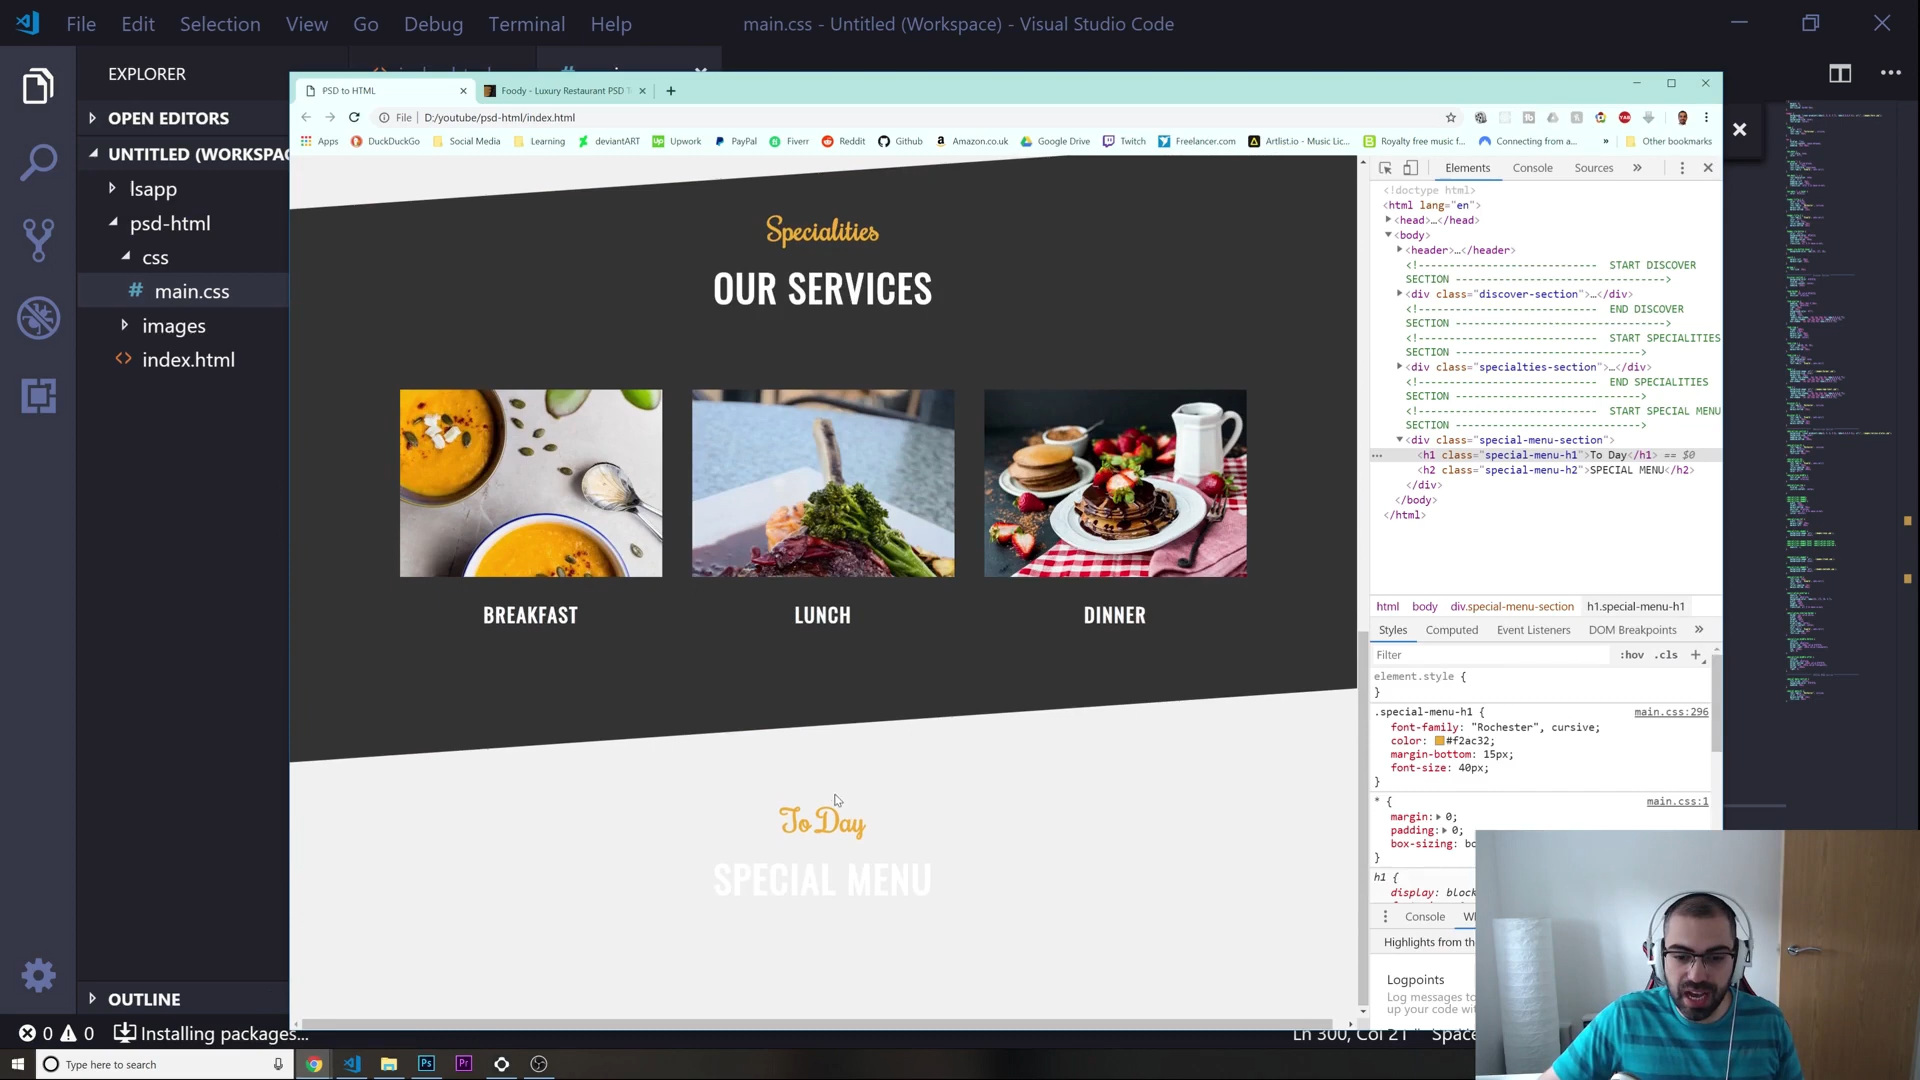 File Edit Selection View Go Debug Terminal Help
main.css - Untitled (Workspace) - Visual Studio Code
EXPLORER
OPEN EDITORS
UNTITLED (WORKSPAC
lsapp
psd-html
css
# main.css
images
<> index.html
OUTLINE
0 0 Installing packages...
Ln 300, Col 21 Space
Type here to search
PSD to HTML
Foody - Luxury Restaurant PSD T
File D:/youtube/psd-html/index.html
Apps DuckDuckGo Social Media Learning deviantART Upwork PayPal Fiverr Reddit Github Amazon.co.uk Google Drive Twitch Freelancer.com Artlist.io - Music Lic... Royalty free music f... Connecting from a... » Other bookmarks
Specialities
OUR SERVICES
BREAKFAST LUNCH DINNER
To Day
SPECIAL MENU
Elements Console Sources »
<!doctype html>
<html lang="en">
<head>…</head>
<body>
<header>…</header>
<!---------------------------- START DISCOVER
SECTION ---------------------------------->
<div class="discover-section">…</div>
<!---------------------------- END DISCOVER
SECTION ---------------------------------->
<!---------------------------- START SPECIALITIES
SECTION ------------------------------>
<div class="specialties-section">…</div>
<!---------------------------- END SPECIALITIES
SECTION ------------------------------>
<!---------------------------- START SPECIAL MENU
SECTION ------------------------------>
<div class="special-menu-section">
… <h1 class="special-menu-h1">To Day</h1> == $0
<h2 class="special-menu-h2">SPECIAL MENU</h2>
</div>
</body>
</html>
html body div.special-menu-section h1.special-menu-h1
Styles Computed Event Listeners DOM Breakpoints »
Filter :hov .cls +
element.style {
}
.special-menu-h1 { main.css:296
font-family: "Rochester", cursive;
color: #f2ac32;
margin-bottom: 15px;
font-size: 40px;
}
* { main.css:1
margin: 0;
padding: 0;
box-sizing: bo
}
h1 {
display: block
Console W
Highlights from the
Logpoints
Log messages to
up your code wit